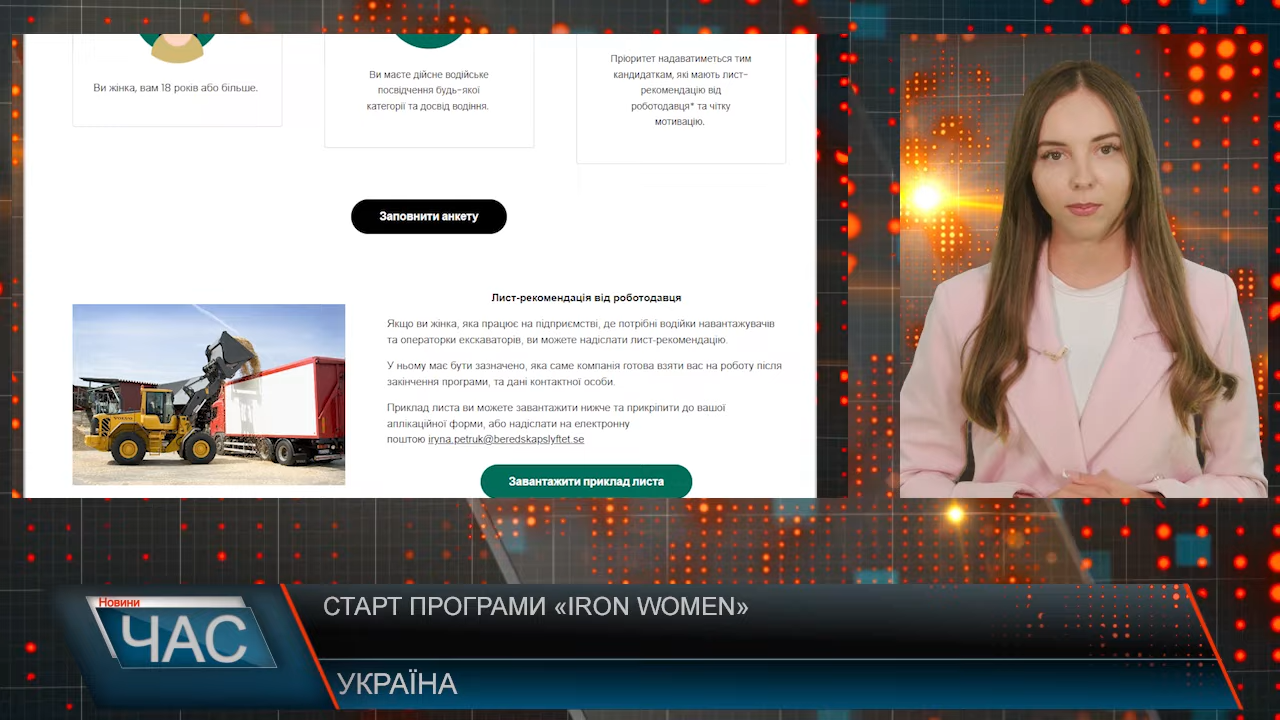 Ви жінка, вам 18 років або більше.
Ви маєте дійсне водійське
посвідчення будь-якої
категорії та досвід водіння.
Пріоритет надаватиметься тим
кандидаткам, які мають лист-
рекомендацію від
роботодавця* та чітку
мотивацію.
Заповнити анкету
Лист-рекомендація від роботодавця
Якщо ви жінка, яка працює на підприємстві, де потрібні водійки навантажувачів
та операторки екскаваторів, ви можете надіслати лист-рекомендацію.
У ньому має бути зазначено, яка саме компанія готова взяти вас на роботу після
закінчення програми, та дані контактної особи.
Приклад листа ви можете завантажити нижче та прикріпити до вашої
аплікаційної форми, або надіслати на електронну
поштою iryna.petruk@beredskapslyftet.se
Завантажити приклад листа
Новини
ЧАС
СТАРТ ПРОГРАМИ «IRON WOMEN»
УКРАЇНА